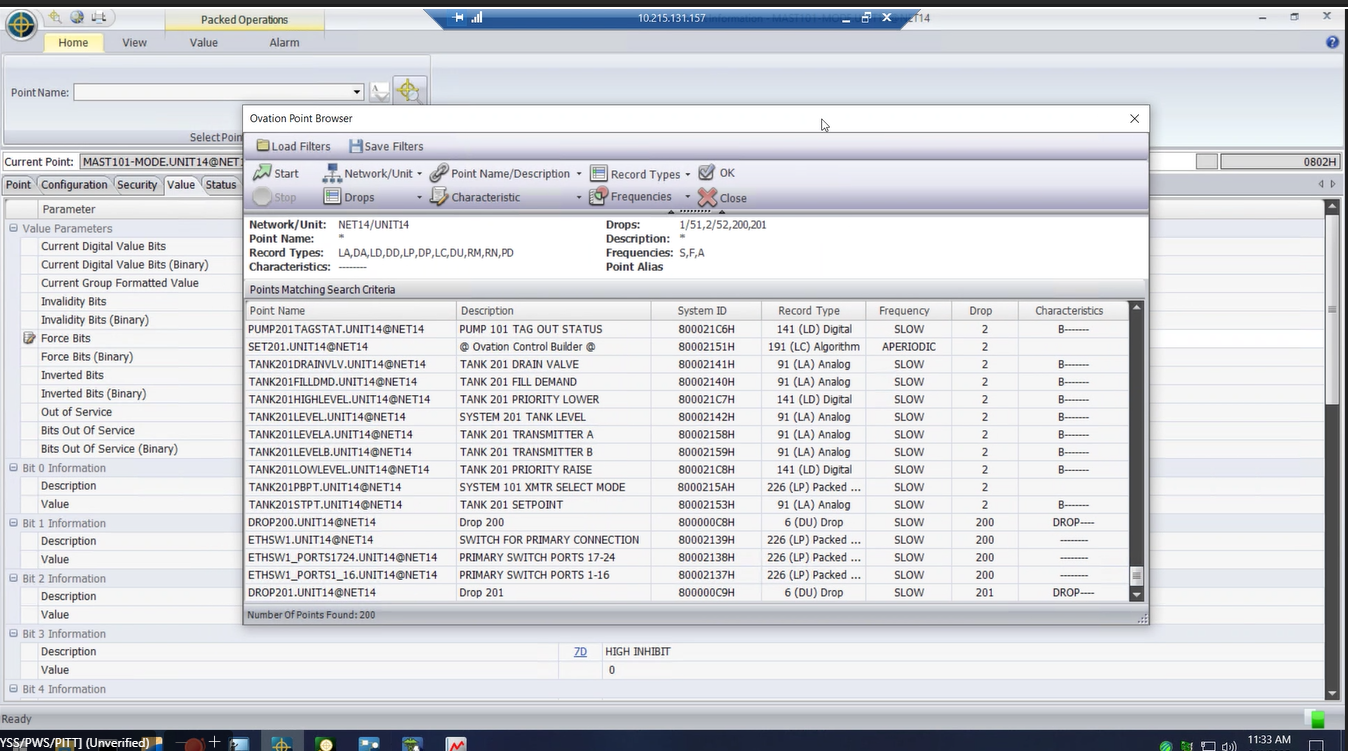 Packed Operations
10.215.131.157
Information - MAST101-MO
ET14
Home View Value Alarm
Point Name:
Select Poin
Current Point: MAST101-MODE.UNIT14@NET1 0802H
Point Configuration Security Value Status
Parameter
Value Parameters
Current Digital Value Bits
Current Digital Value Bits (Binary)
Current Group Formatted Value
Invalidity Bits
Invalidity Bits (Binary)
Force Bits
Force Bits (Binary)
Inverted Bits
Inverted Bits (Binary)
Out of Service
Bits Out Of Service
Bits Out Of Service (Binary)
Bit 0 Information
Description
Value
Bit 1 Information
Description
Value
Bit 2 Information
Description
Value
Bit 3 Information
Description 7D HIGH INHIBIT
Value 0
Bit 4 Information
Ready
Ovation Point Browser
Load Filters Save Filters
Start Network/Unit Point Name/Description Record Types OK
Stop Drops Characteristic Frequencies Close
Network/Unit: NET14/UNIT14 Drops: 1/51,2/52,200,201
Point Name: * Description: *
Record Types: LA,DA,LD,DD,LP,DP,LC,DU,RM,RN,PD Frequencies: S,F,A
Characteristics: -------- Point Alias
Points Matching Search Criteria
Point Name Description System ID Record Type Frequency Drop Characteristics
PUMP201TAGSTAT.UNIT14@NET14 PUMP 101 TAG OUT STATUS 800021C6H 141 (LD) Digital SLOW 2 B-------
SET201.UNIT14@NET14 @ Ovation Control Builder @ 80002151H 191 (LC) Algorithm APERIODIC 2
TANK201DRAINVLV.UNIT14@NET14 TANK 201 DRAIN VALVE 80002141H 91 (LA) Analog SLOW 2 B-------
TANK201FILLDMD.UNIT14@NET14 TANK 201 FILL DEMAND 80002140H 91 (LA) Analog SLOW 2 B-------
TANK201HIGHLEVEL.UNIT14@NET14 TANK 201 PRIORITY LOWER 800021C7H 141 (LD) Digital SLOW 2 B-------
TANK201LEVEL.UNIT14@NET14 SYSTEM 201 TANK LEVEL 80002142H 91 (LA) Analog SLOW 2 B-------
TANK201LEVELA.UNIT14@NET14 TANK 201 TRANSMITTER A 80002158H 91 (LA) Analog SLOW 2 B-------
TANK201LEVELB.UNIT14@NET14 TANK 201 TRANSMITTER B 80002159H 91 (LA) Analog SLOW 2 B-------
TANK201LOWLEVEL.UNIT14@NET14 TANK 201 PRIORITY RAISE 800021C8H 141 (LD) Digital SLOW 2 B-------
TANK201PBPT.UNIT14@NET14 SYSTEM 101 XMTR SELECT MODE 8000215AH 226 (LP) Packed ... SLOW 2
TANK201STPT.UNIT14@NET14 TANK 201 SETPOINT 80002153H 91 (LA) Analog SLOW 2 B-------
DROP200.UNIT14@NET14 Drop 200 800000C8H 6 (DU) Drop SLOW 200 DROP----
ETHSW1.UNIT14@NET14 SWITCH FOR PRIMARY CONNECTION 80002139H 226 (LP) Packed ... SLOW 200 --------
ETHSW1_PORTS1724.UNIT14@NET14 PRIMARY SWITCH PORTS 17-24 80002138H 226 (LP) Packed ... SLOW 200 --------
ETHSW1_PORTS1_16.UNIT14@NET14 PRIMARY SWITCH PORTS 1-16 80002137H 226 (LP) Packed ... SLOW 200 --------
DROP201.UNIT14@NET14 Drop 201 800000C9H 6 (DU) Drop SLOW 201 DROP----
Number Of Points Found: 200
YSS/PWS/PITT] (Unverified)
11:33 AM